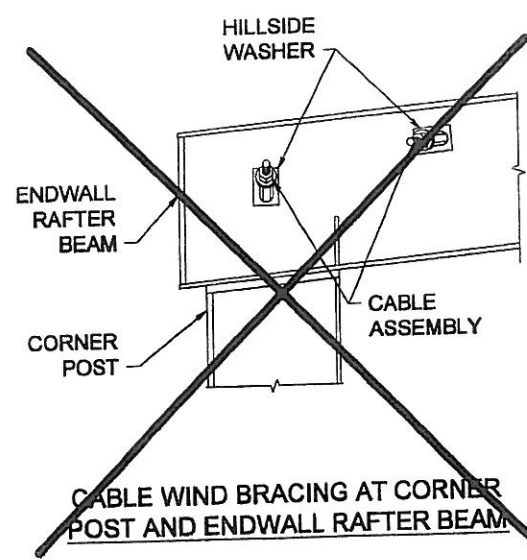 HILLSIDE
WASHER
ENDWALL
RAFTER
BEAM
CABLE
ASSEMBLY
CORNER
POST
CABLE WIND BRACING AT CORNER
POST AND ENDWALL RAFTER BEAM